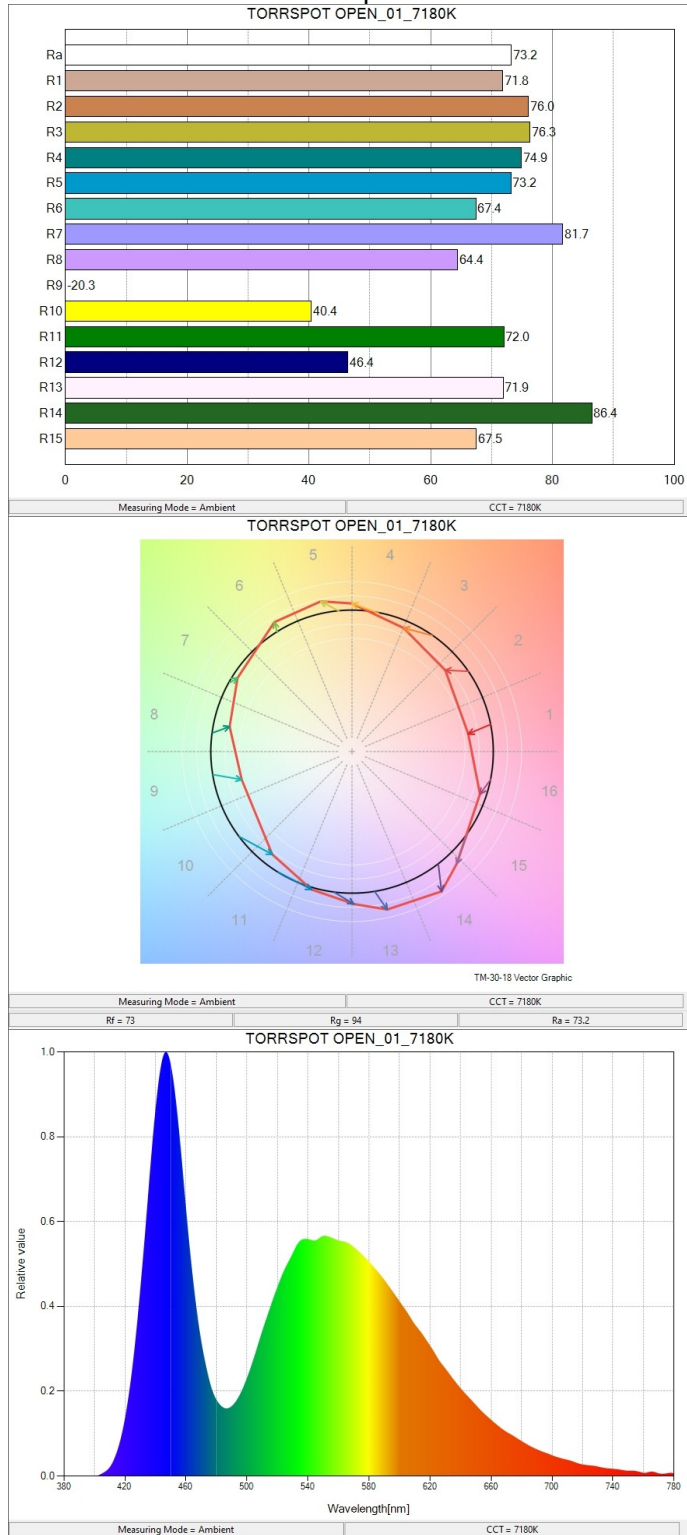 TORRSPOT OPEN_01_7180K
Ra 73.2
R1 71.8
R2 76.0
R3 76.3
R4 74.9
R5 73.2
R6 67.4
R7 81.7
R8 64.4
R9 -20.3
R10 40.4
R11 72.0
R12 46.4
R13 71.9
R14 86.4
R15 67.5
0 20 40 60 80 100
Measuring Mode = Ambient CCT = 7180K
TORRSPOT OPEN_01_7180K
5 4
6 3
7 2
8 1
9 16
10 15
11 14
12 13
TM-30-18 Vector Graphic
Measuring Mode = Ambient CCT = 7180K
Rf = 73 Rg = 94 Ra = 73.2
TORRSPOT OPEN_01_7180K
1.0
0.8
0.6
Relative value
0.4
0.2
0.0
380 420 460 500 540 580 620 660 700 740 780
Wavelength[nm]
Measuring Mode = Ambient CCT = 7180K